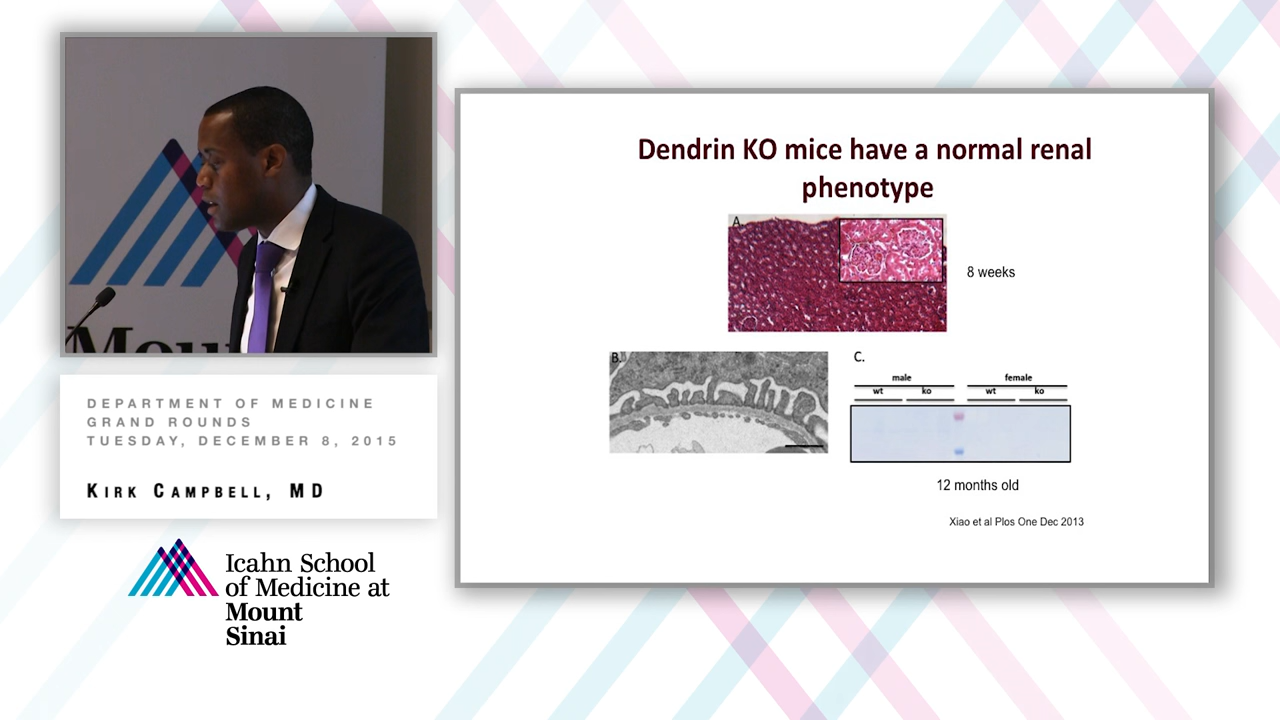 Mount
DEPARTMENT OF MEDICINE
GRAND ROUNDS
TUESDAY, DECEMBER 8, 2015
KIRK CAMPBELL, MD
Icahn School
of Medicine at
Mount
Sinai
Dendrin KO mice have a normal renal
phenotype
A.
8 weeks
B.
C.
male female
wt ko wt ko
12 months old
Xiao et al Plos One Dec 2013